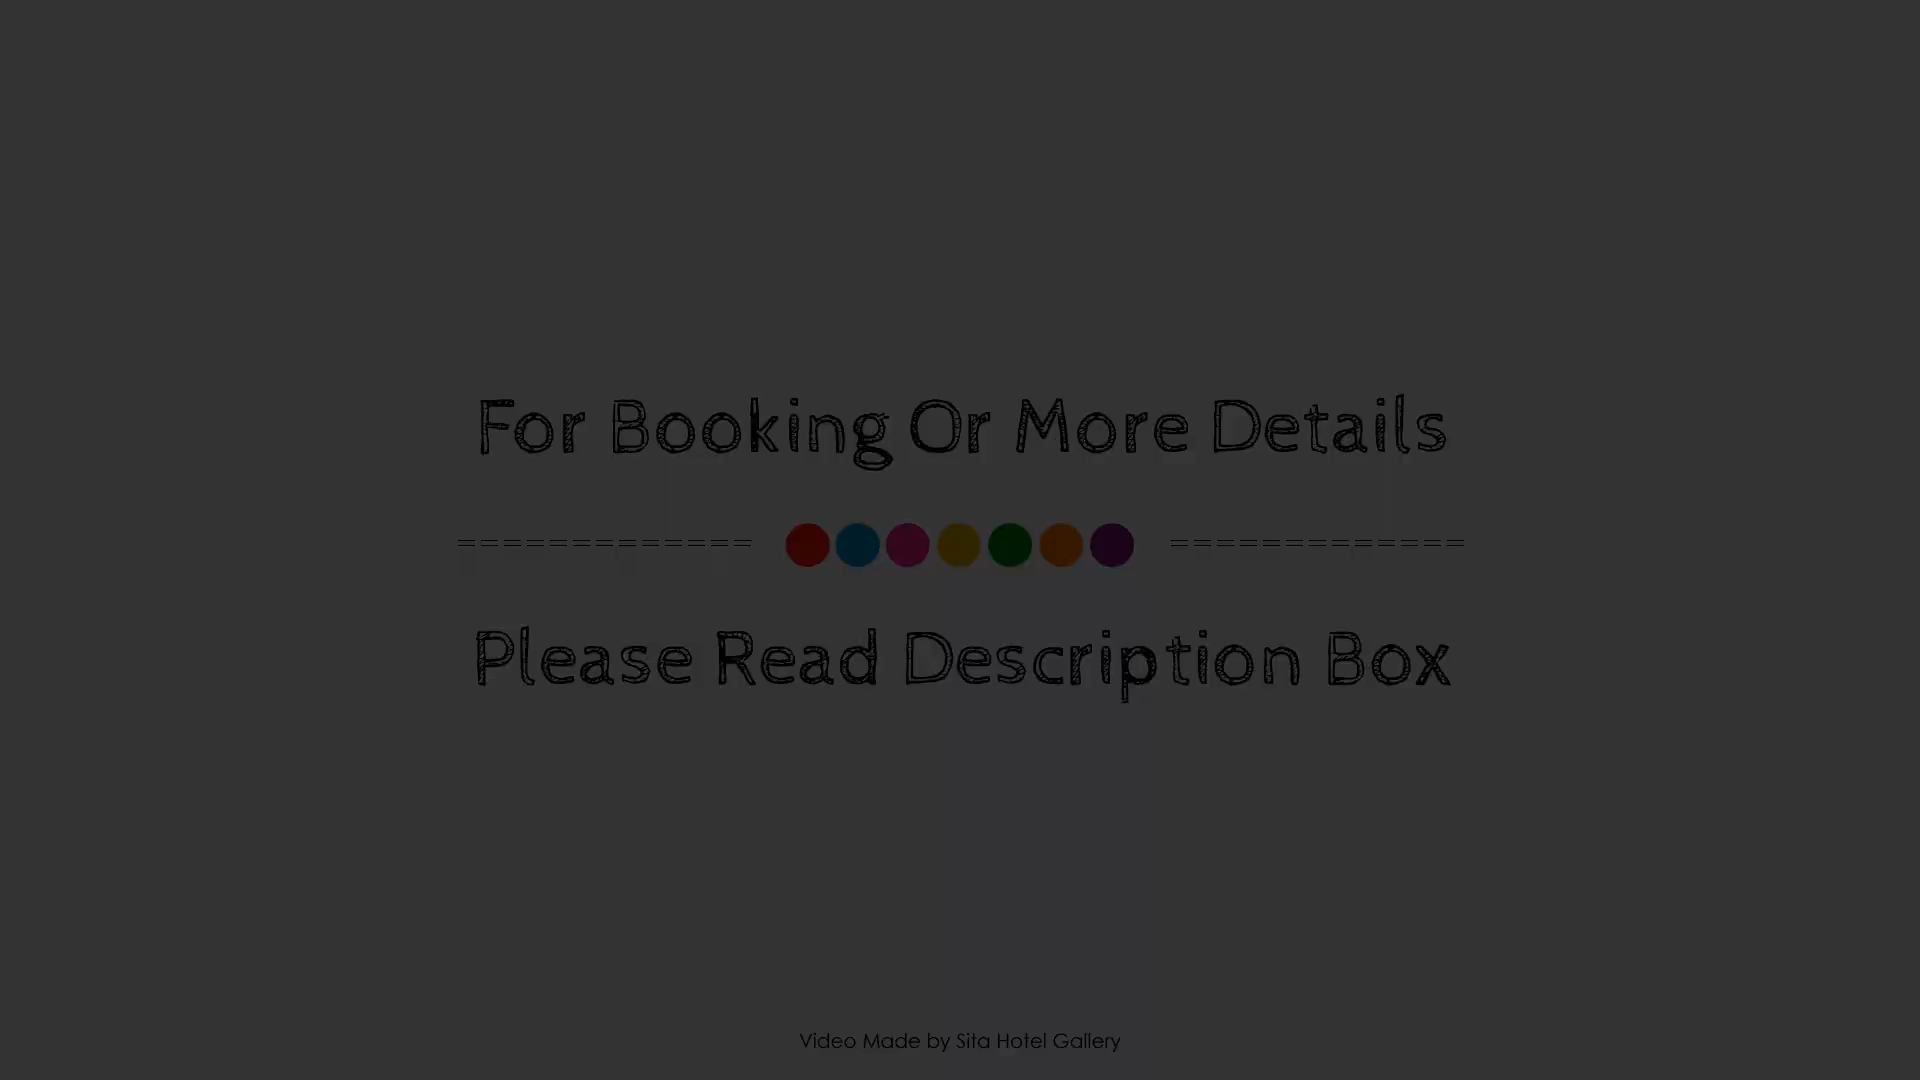 For Booking Or More Details
============= =============
Please Read Description Box
Video Made by Sita Hotel Gallery